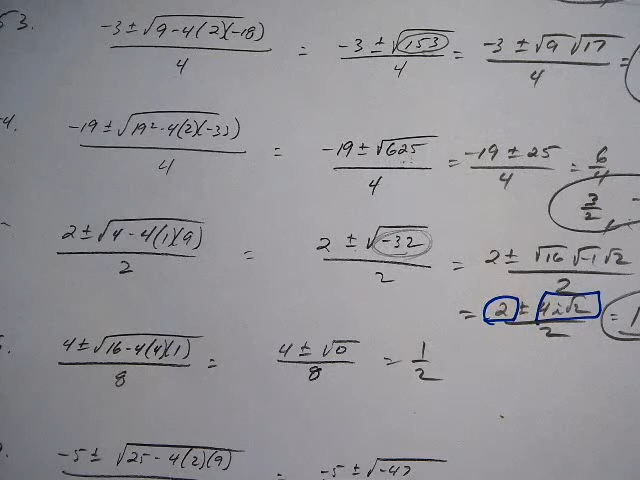 53. (-3 ± √9-4(2)(-18))/4 = (-3 ± √153)/4 = (-3 ± √9 √17)/4 =
4. (-19 ± √19²-4(2)(-33))/4 = (-19 ± √625)/4 = (-19 ± 25)/4 = 6/4
3/2, -
(2 ± √4-4(1)(9))/2 = (2 ± √-32)/2 = (2 ± √16 √-1 √2)/2
= (2 ± 4i√2)/2 = 1
(4 ± √16-4(4)(1))/8 = (4 ± √0)/8 = 1/2
-5 ± √25-4(2)(9) = -5 ± √-47